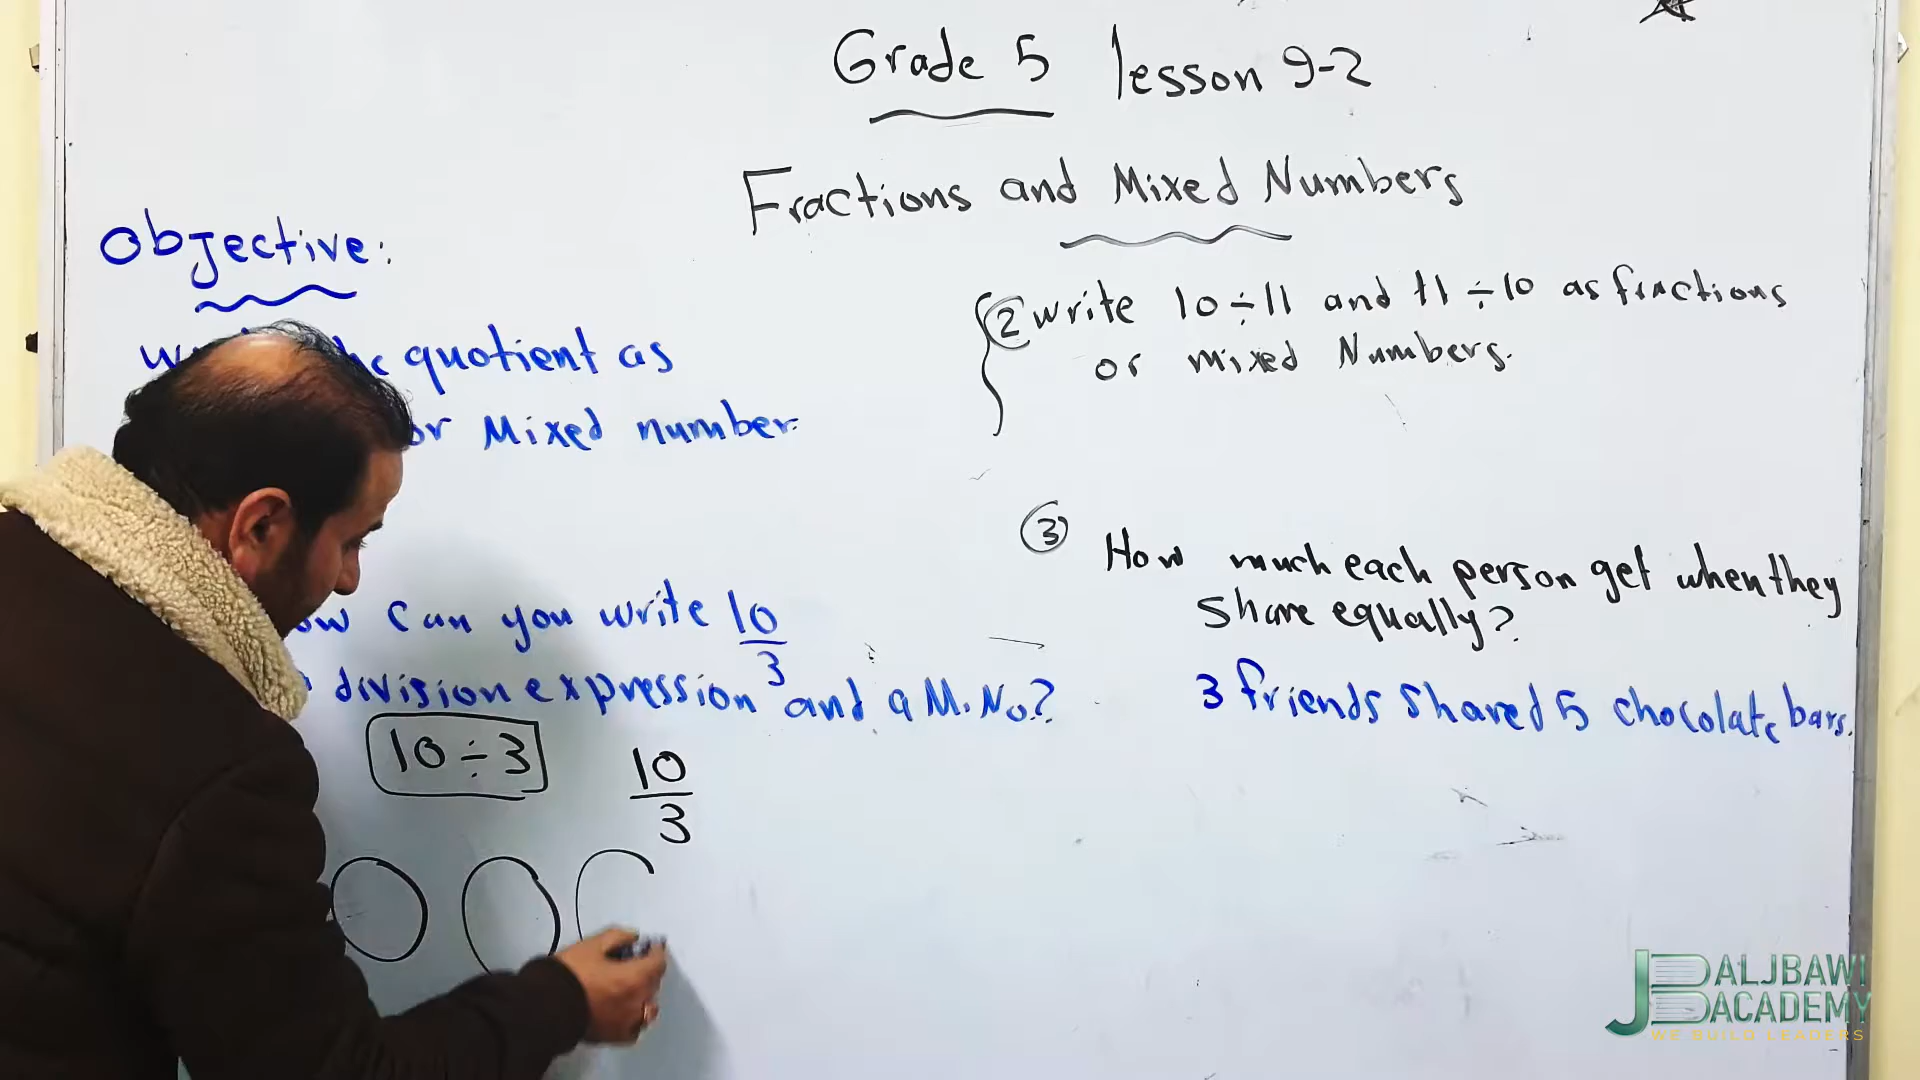 Grade 5 lesson 9-2
Fractions and Mixed Numbers
Objective:
quotient as
or Mixed number.
② write 10÷11 and 11÷10 as fractions
or mixed Numbers.
can you write 10/3
division expression and a M.No?
10÷3
10/3
③ How much each person get when they
Share equally?
3 friends shared 5 chocolate bars.
ALJBAWI
ACADEMY
WE BUILD LEADERS